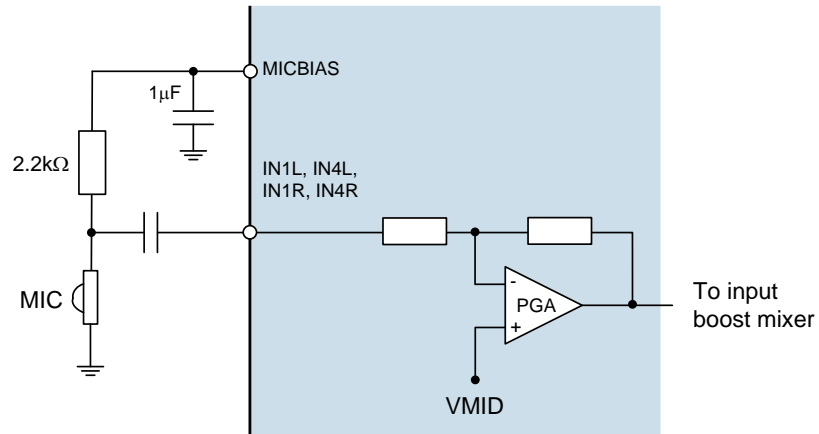 MICBIAS
1µF
2.2kΩ
IN1L, IN4L,
IN1R, IN4R
MIC
-
PGA
+
To input
boost mixer
VMID